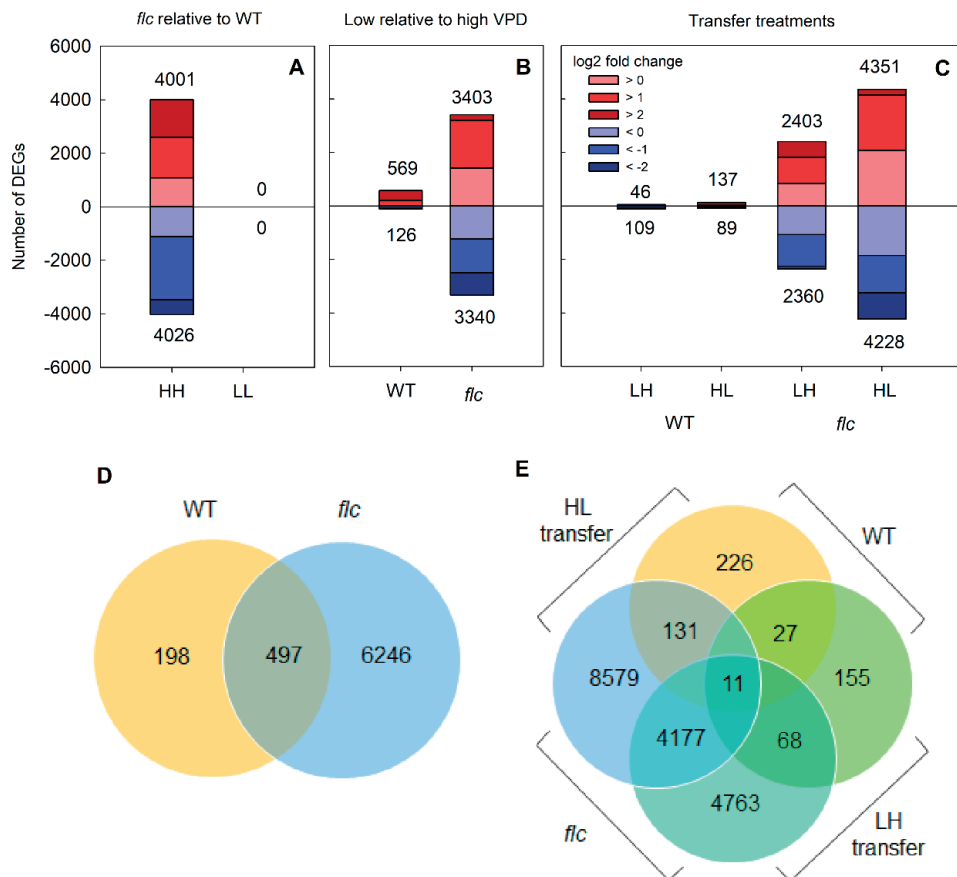 flc relative to WT
Low relative to high VPD
Transfer treatments
Number of DEGs
6000
4000
2000
0
-2000
-4000
-6000
A
4001
0
0
4026
HH
LL
B
569
126
3403
3340
WT
flc
C
log2 fold change
> 0
> 1
> 2
< 0
< -1
< -2
46
109
137
89
2403
2360
4351
4228
LH
HL
LH
HL
WT
flc
D
WT
flc
198
497
6246
E
HL
transfer
WT
226
131
27
8579
11
155
4177
68
4763
flc
LH
transfer